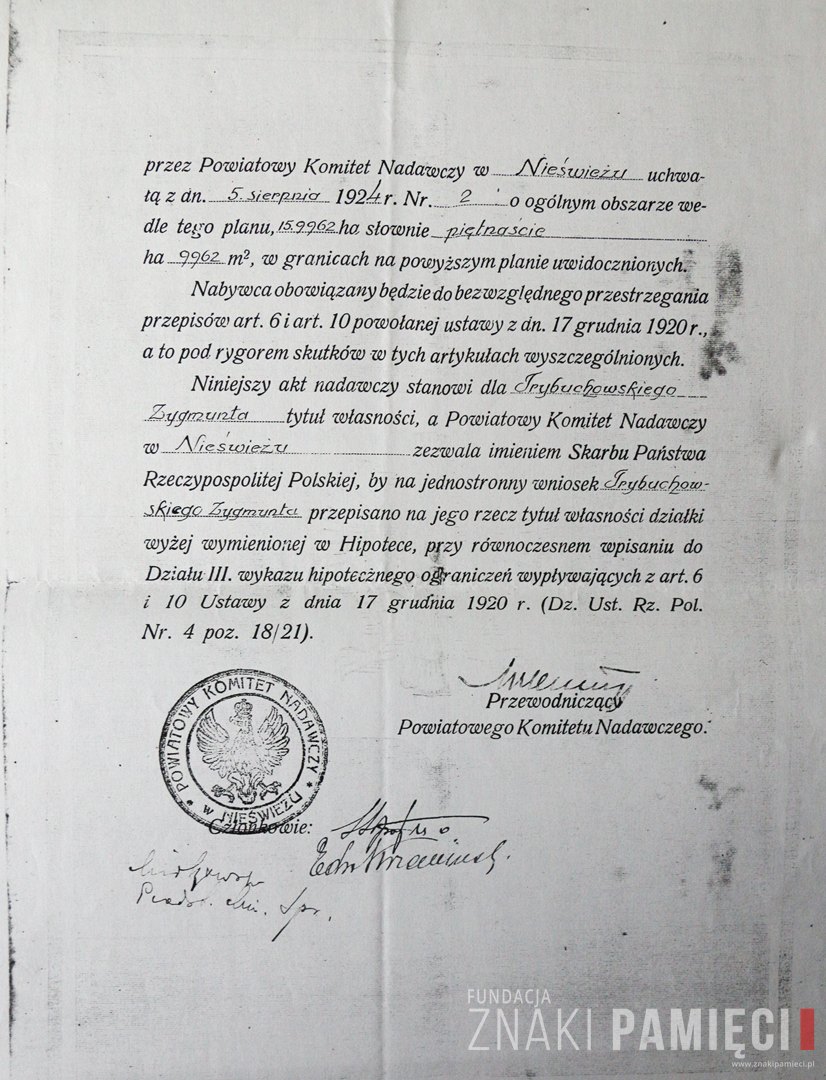 przez Powiatowy Komitet Nadawczy w Nieświeżu uchwa-
łą z dn. 5. sierpnia 1924 r. Nr. 2 o ogólnym obszarze we-
dle tego planu, 15.9962 ha słownie piętnaście
ha 9962 m², w granicach na powyższym planie uwidocznionych.
Nabywca obowiązany będzie do bezwzględnego przestrzegania
przepisów art. 6 i art. 10 powołanej ustawy z dn. 17 grudnia 1920 r.,
a to pod rygorem skutków w tych artykułach wyszczególnionych.
Niniejszy akt nadawczy stanowi dla Trybuchowskiego
Zygmunta tytuł własności, a Powiatowy Komitet Nadawczy
w Nieświeżu zezwala imieniem Skarbu Państwa
Rzeczypospolitej Polskiej, by na jednostronny wniosek Trybuchow-
skiego Zygmunta przepisano na jego rzecz tytuł własności działki
wyżej wymienionej w Hipotece, przy równoczesnem wpisaniu do
Działu III. wykazu hipotecznego ograniczeń wypływających z art. 6
i 10 Ustawy z dnia 17 grudnia 1920 r. (Dz. Ust. Rz. Pol.
Nr. 4 poz. 18/21).
Przewodniczący
Powiatowego Komitetu Nadawczego.
* POWIATOWY KOMITET NADAWCZY *
w NIEŚWIEŻU
Członkowie:
FUNDACJA
ZNAKI PAMIĘCI
www.znakipamieci.pl